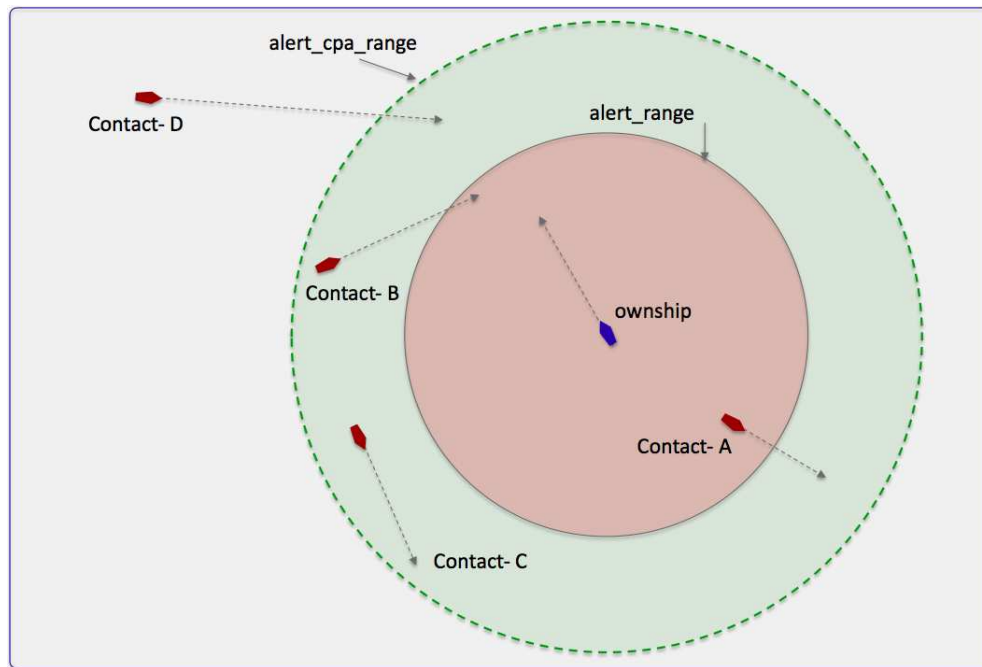 alert_cpa_range
alert_range
Contact- D
Contact- B
ownship
Contact- A
Contact- C